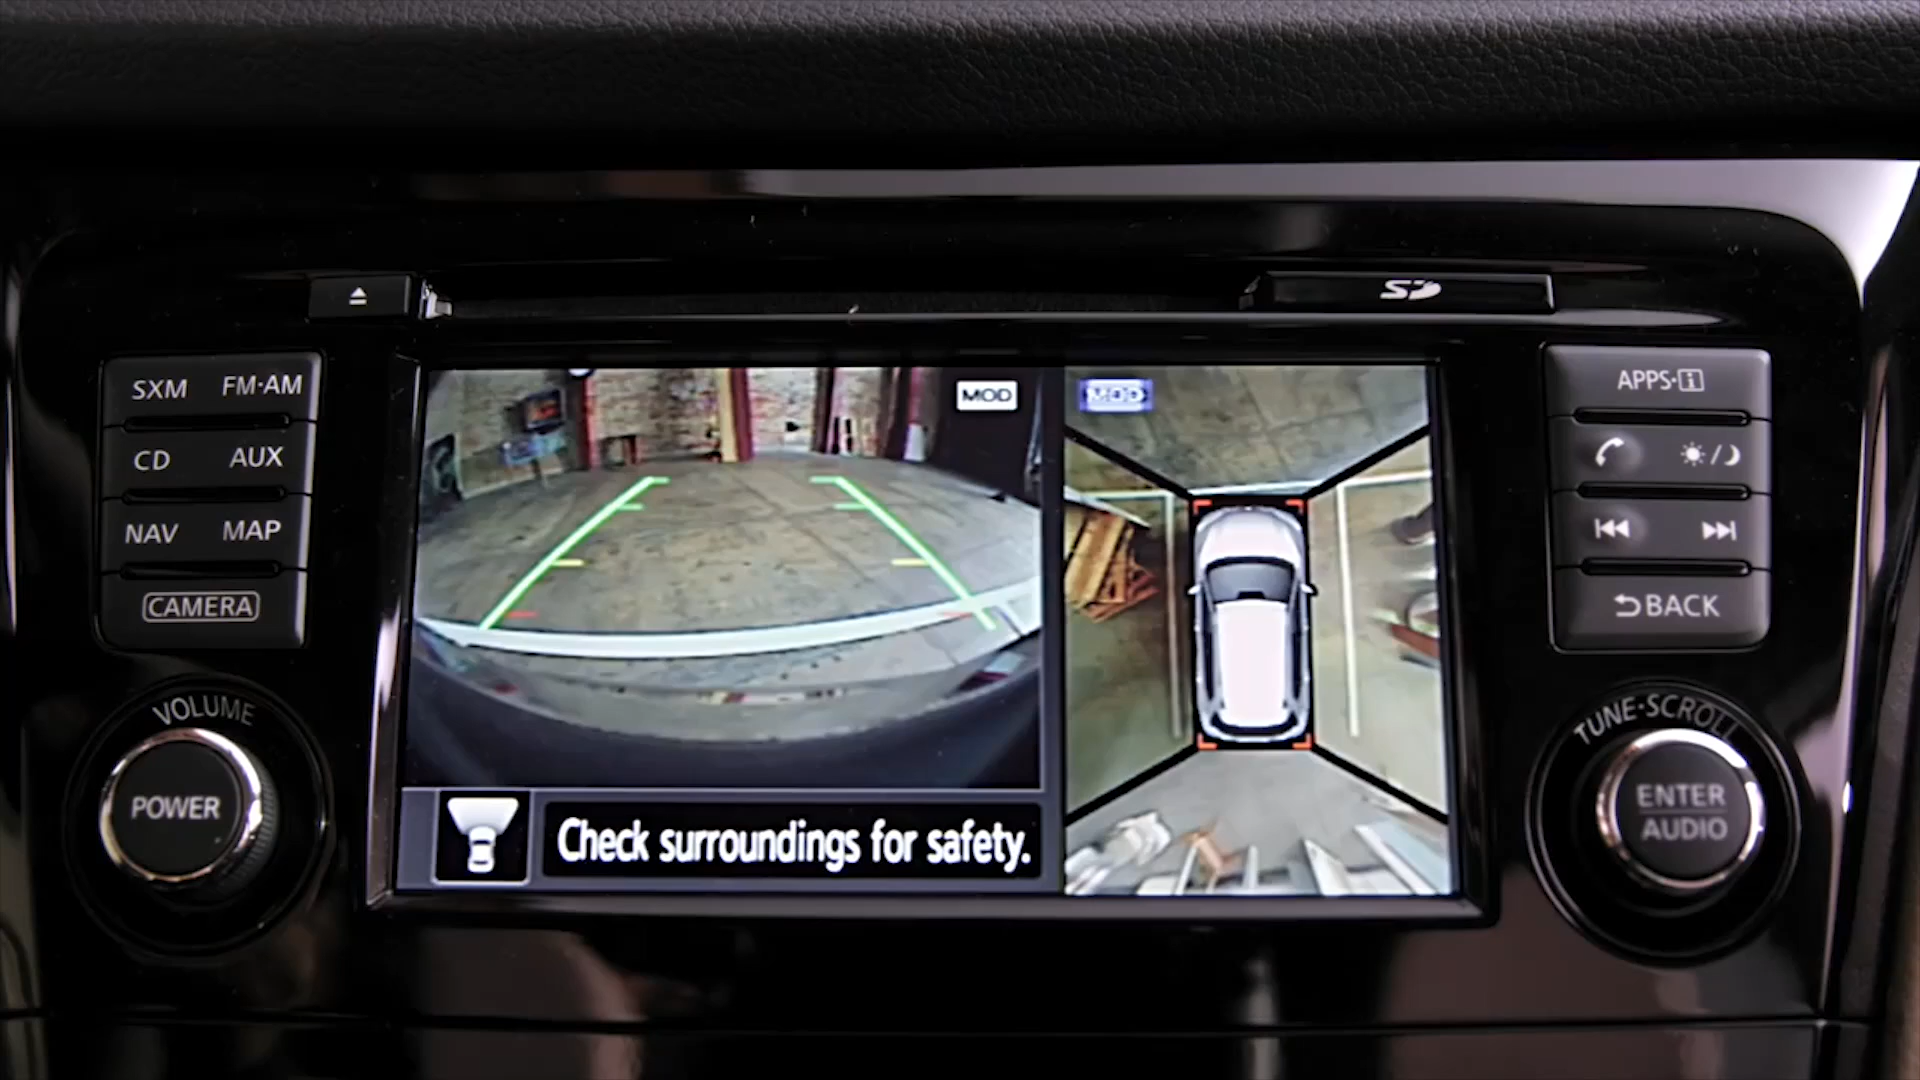 SD
SXM FM·AM
CD AUX
NAV MAP
CAMERA
VOLUME
POWER
MOD
MOD
Check surroundings for safety.
APPS·i
BACK
TUNE·SCROLL
ENTER
AUDIO